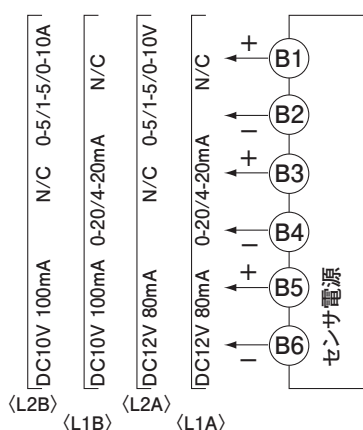 0-5/1-5/0-10A
N/C
DC10V 100mA
〈L2B〉
N/C
0-20/4-20mA
DC10V 100mA
〈L1B〉
0-5/1-5/0-10V
N/C
DC12V 80mA
〈L2A〉
N/C
0-20/4-20mA
DC12V 80mA
〈L1A〉
+
B1
−
B2
+
B3
−
B4
+
B5
−
B6
センサ電源